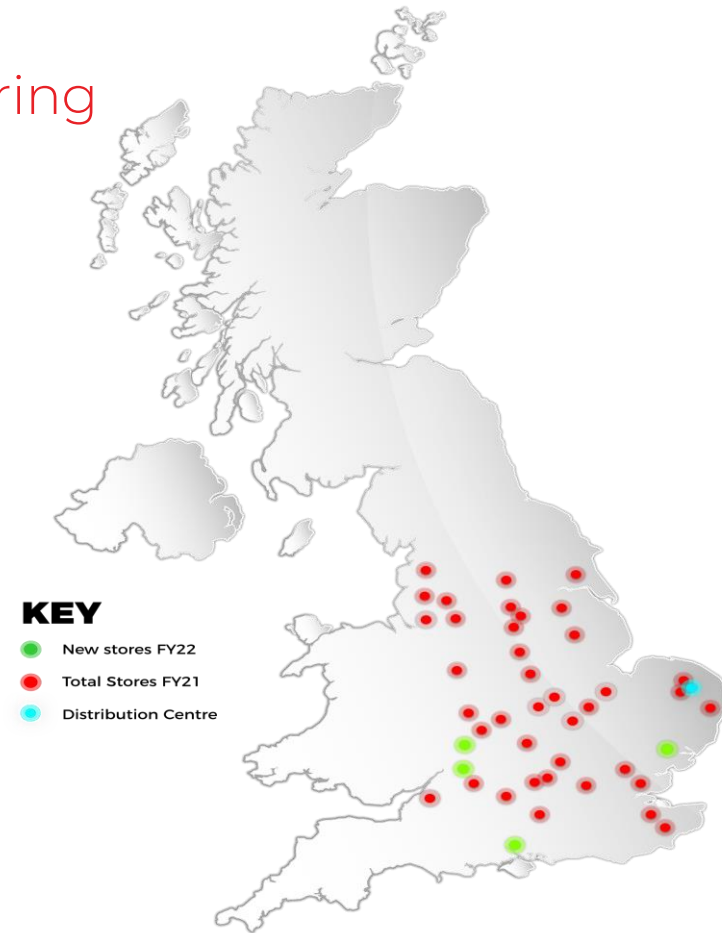 ring
KEY
New stores FY22
Total Stores FY21
Distribution Centre